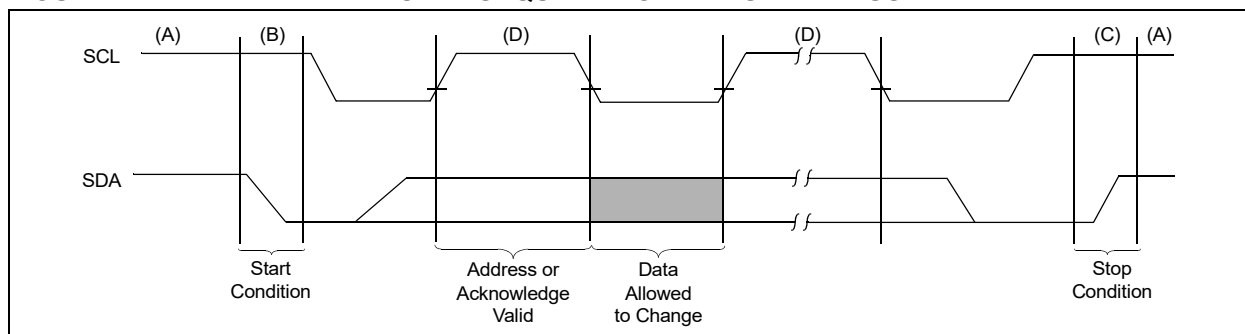 (A) (B) (D) (D) (C) (A)
SCL
SDA
Start
Condition
Address or
Acknowledge
Valid
Data
Allowed
to Change
Stop
Condition